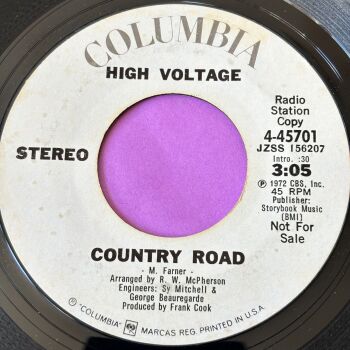 COLUMBIA
HIGH VOLTAGE
Radio
Station
Copy
4-45701
JZSS 156207
Intro. :30
3:05
STEREO
Ⓟ 1972 CBS, Inc.
45 RPM
Publisher:
Storybook Music
(BMI)
Not For
Sale
COUNTRY ROAD
- M. Farner -
Arranged by R. W. McPherson
Engineers: Sy Mitchell &
George Beauregarde
Produced by Frank Cook
® "COLUMBIA" MARCAS REG. PRINTED IN U.S.A.